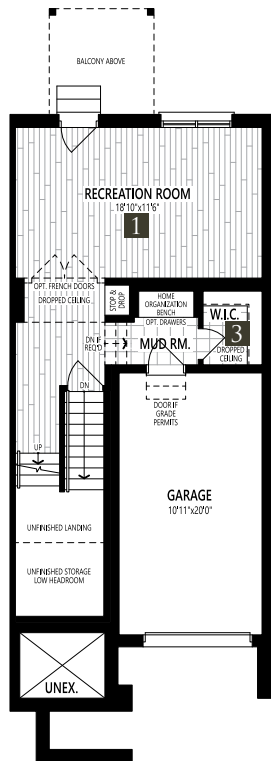 BALCONY ABOVE
RECREATION ROOM
18'10"x11'6"
1
OPT. FRENCH DOORS
DROPPED CEILING
STOP &
DROP
HOME
ORGANIZATION
BENCH
OPT. DRAWERS
W.I.C.
3
DROPPED
CEILING
DN IF
REQ'D
MUD RM.
DN
DOOR IF
GRADE
PERMITS
GARAGE
10'11"x20'0"
UP
UNFINISHED LANDING
UNFINISHED STORAGE
LOW HEADROOM
UNEX.